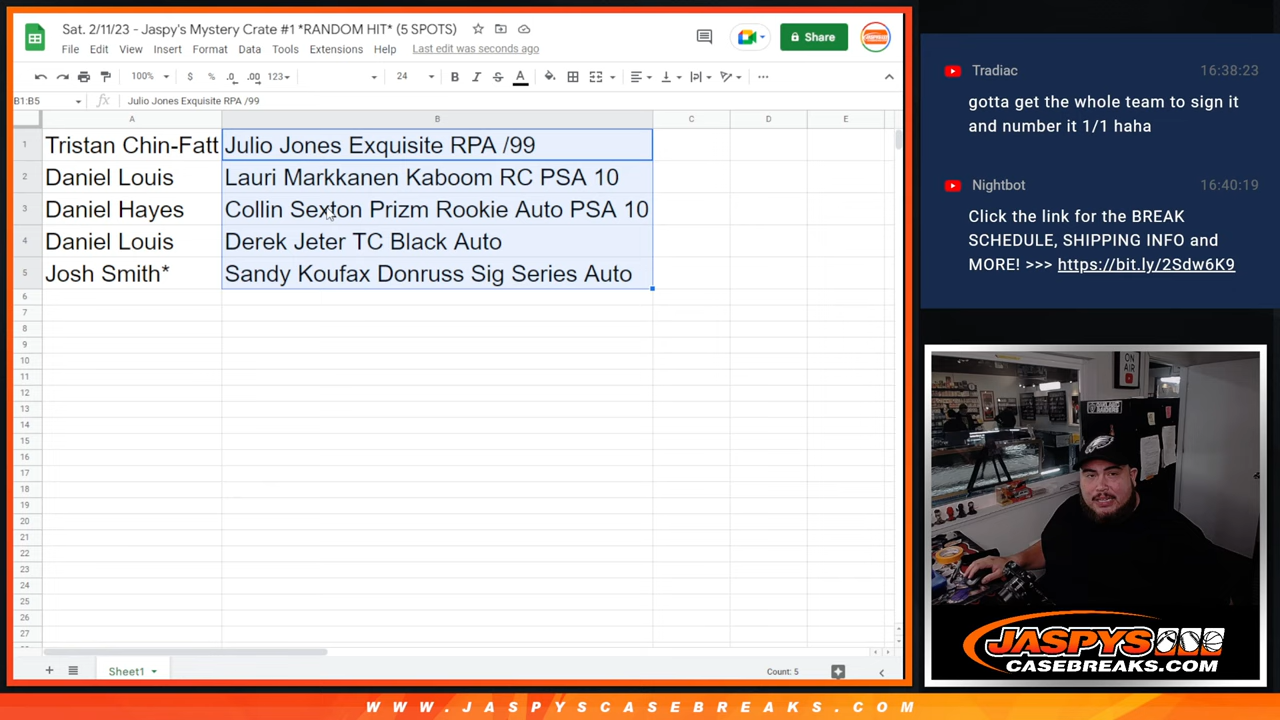 Sat. 2/11/23 - Jaspy's Mystery Crate #1 *RANDOM HIT* (5 SPOTS)
File Edit View Insert Format Data Tools Extensions Help Last edit was seconds ago
Share
100% $ % .0 .00 123 24 B I S A
B1:B5 fx Julio Jones Exquisite RPA /99
A B C D E
1 Tristan Chin-Fatt Julio Jones Exquisite RPA /99
2 Daniel Louis Lauri Markkanen Kaboom RC PSA 10
3 Daniel Hayes Collin Sexton Prizm Rookie Auto PSA 10
4 Daniel Louis Derek Jeter TC Black Auto
5 Josh Smith* Sandy Koufax Donruss Sig Series Auto
6
7
8
9
10
11
12
13
14
15
16
17
18
19
20
21
22
23
24
25
26
27
Sheet1
Count: 5
Tradiac 16:38:23
gotta get the whole team to sign it
and number it 1/1 haha
Nightbot 16:40:19
Click the link for the BREAK
SCHEDULE, SHIPPING INFO and
MORE! >>> https://bit.ly/2Sdw6K9
ON
AIR
JASPYS
CASEBREAKS.COM
WWW.JASPYSCASEBREAKS.COM